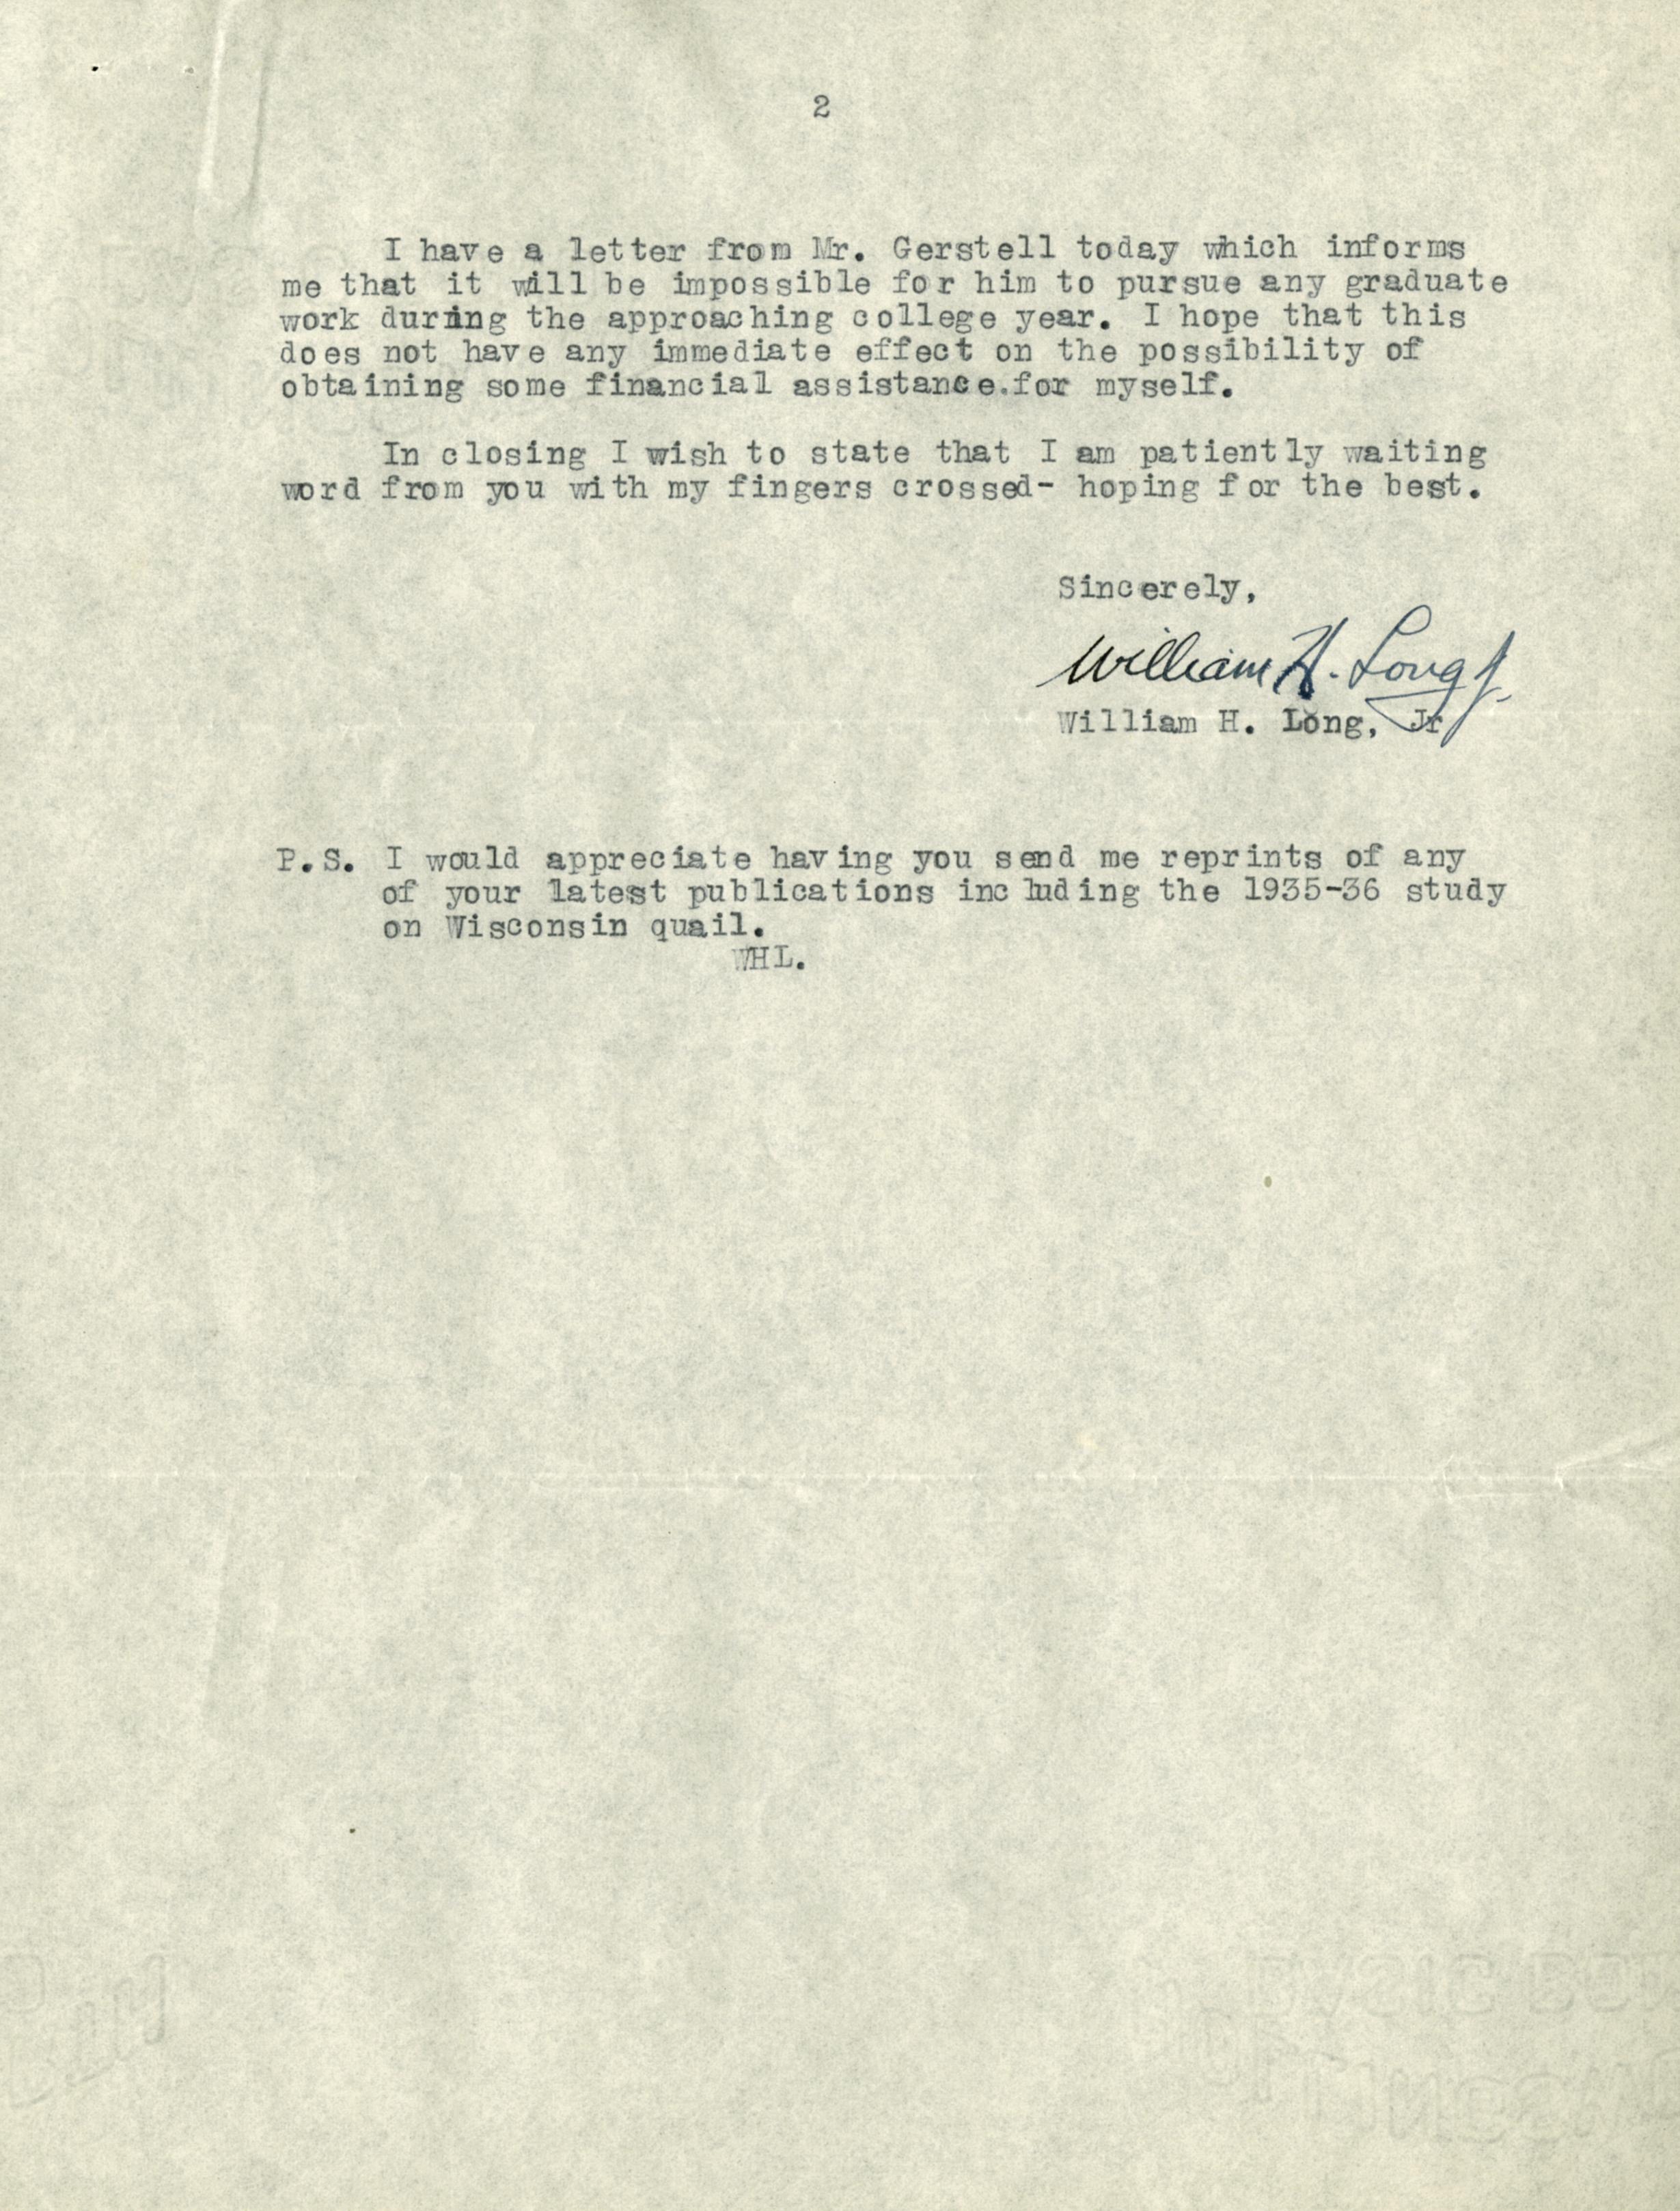 2
I have a letter from Mr. Gerstell today which informs
me that it will be impossible for him to pursue any graduate
work during the approaching college year. I hope that this
does not have any immediate effect on the possibility of
obtaining some financial assistance.for myself.
In closing I wish to state that I am patiently waiting
word from you with my fingers crossed- hoping for the best.
Sincerely,
William H. Long Jr.
William H. Long, Jr
P.S. I would appreciate having you send me reprints of any
of your latest publications including the 1935-36 study
on Wisconsin quail.
WHL.